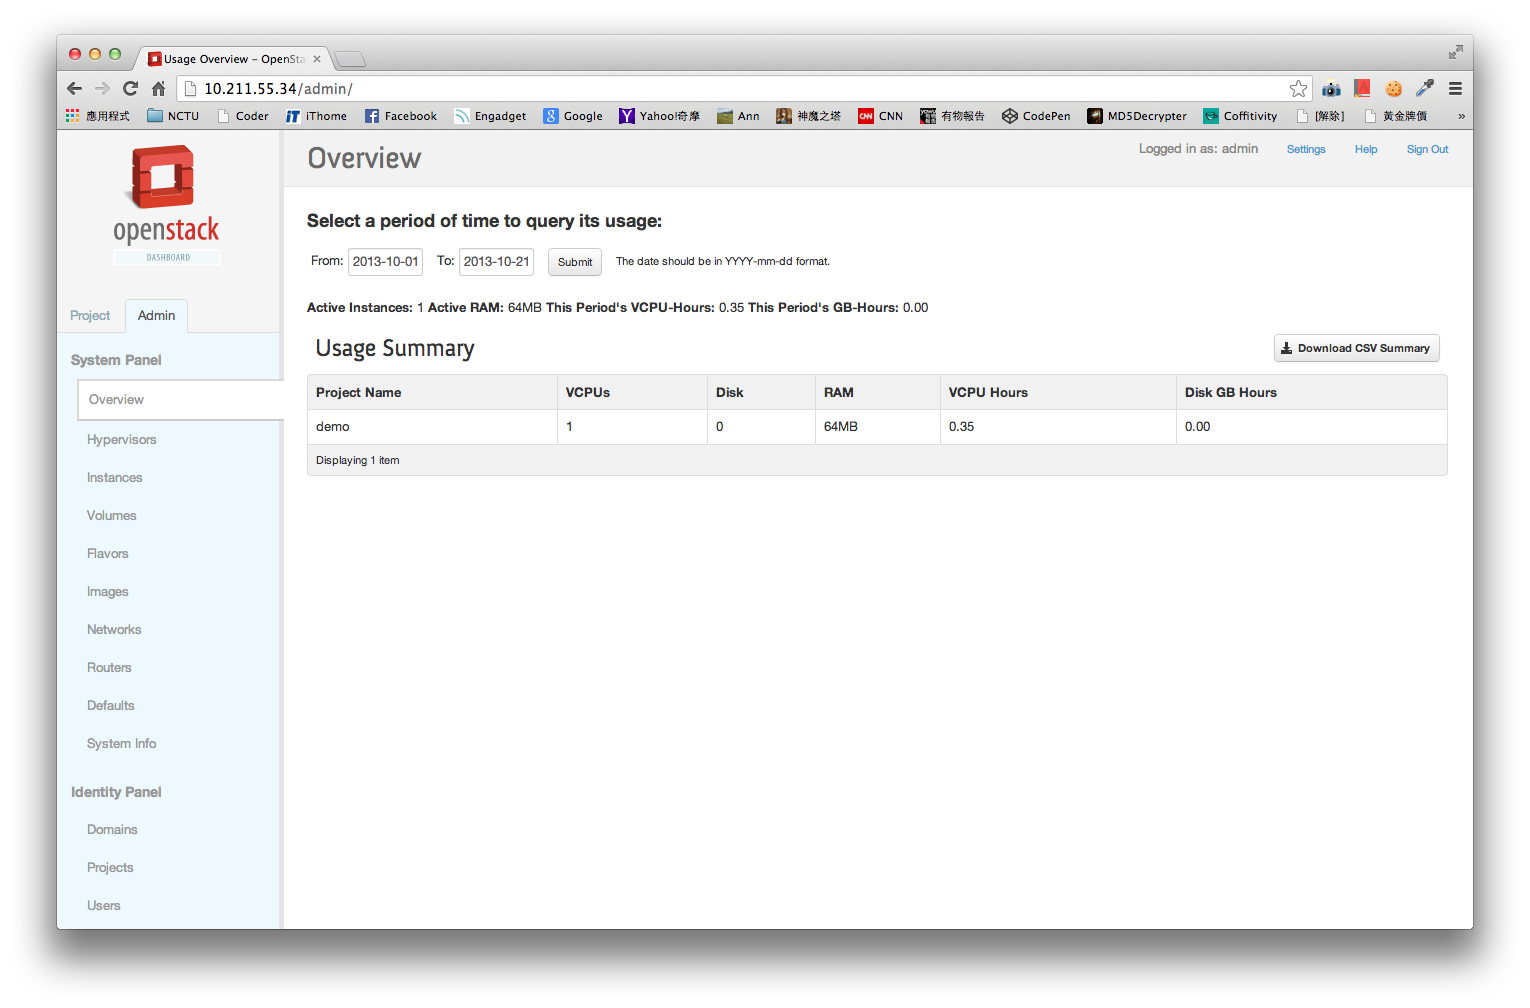 Usage Overview – OpenSta
10.211.55.34/admin/
應用程式 NCTU Coder iThome Facebook Engadget Google Yahoo!奇摩 Ann 神魔之塔 CNN 有物報告 CodePen MD5Decrypter Coffitivity [解除] 黃金牌價 »
openstack
DASHBOARD
Project Admin
System Panel
Overview
Hypervisors
Instances
Volumes
Flavors
Images
Networks
Routers
Defaults
System Info
Identity Panel
Domains
Projects
Users
Overview
Logged in as: admin Settings Help Sign Out
Select a period of time to query its usage:
From: 2013-10-01 To: 2013-10-21 Submit The date should be in YYYY-mm-dd format.
Active Instances: 1 Active RAM: 64MB This Period's VCPU-Hours: 0.35 This Period's GB-Hours: 0.00
Usage Summary
Download CSV Summary
Project Name VCPUs Disk RAM VCPU Hours Disk GB Hours
demo 1 0 64MB 0.35 0.00
Displaying 1 item